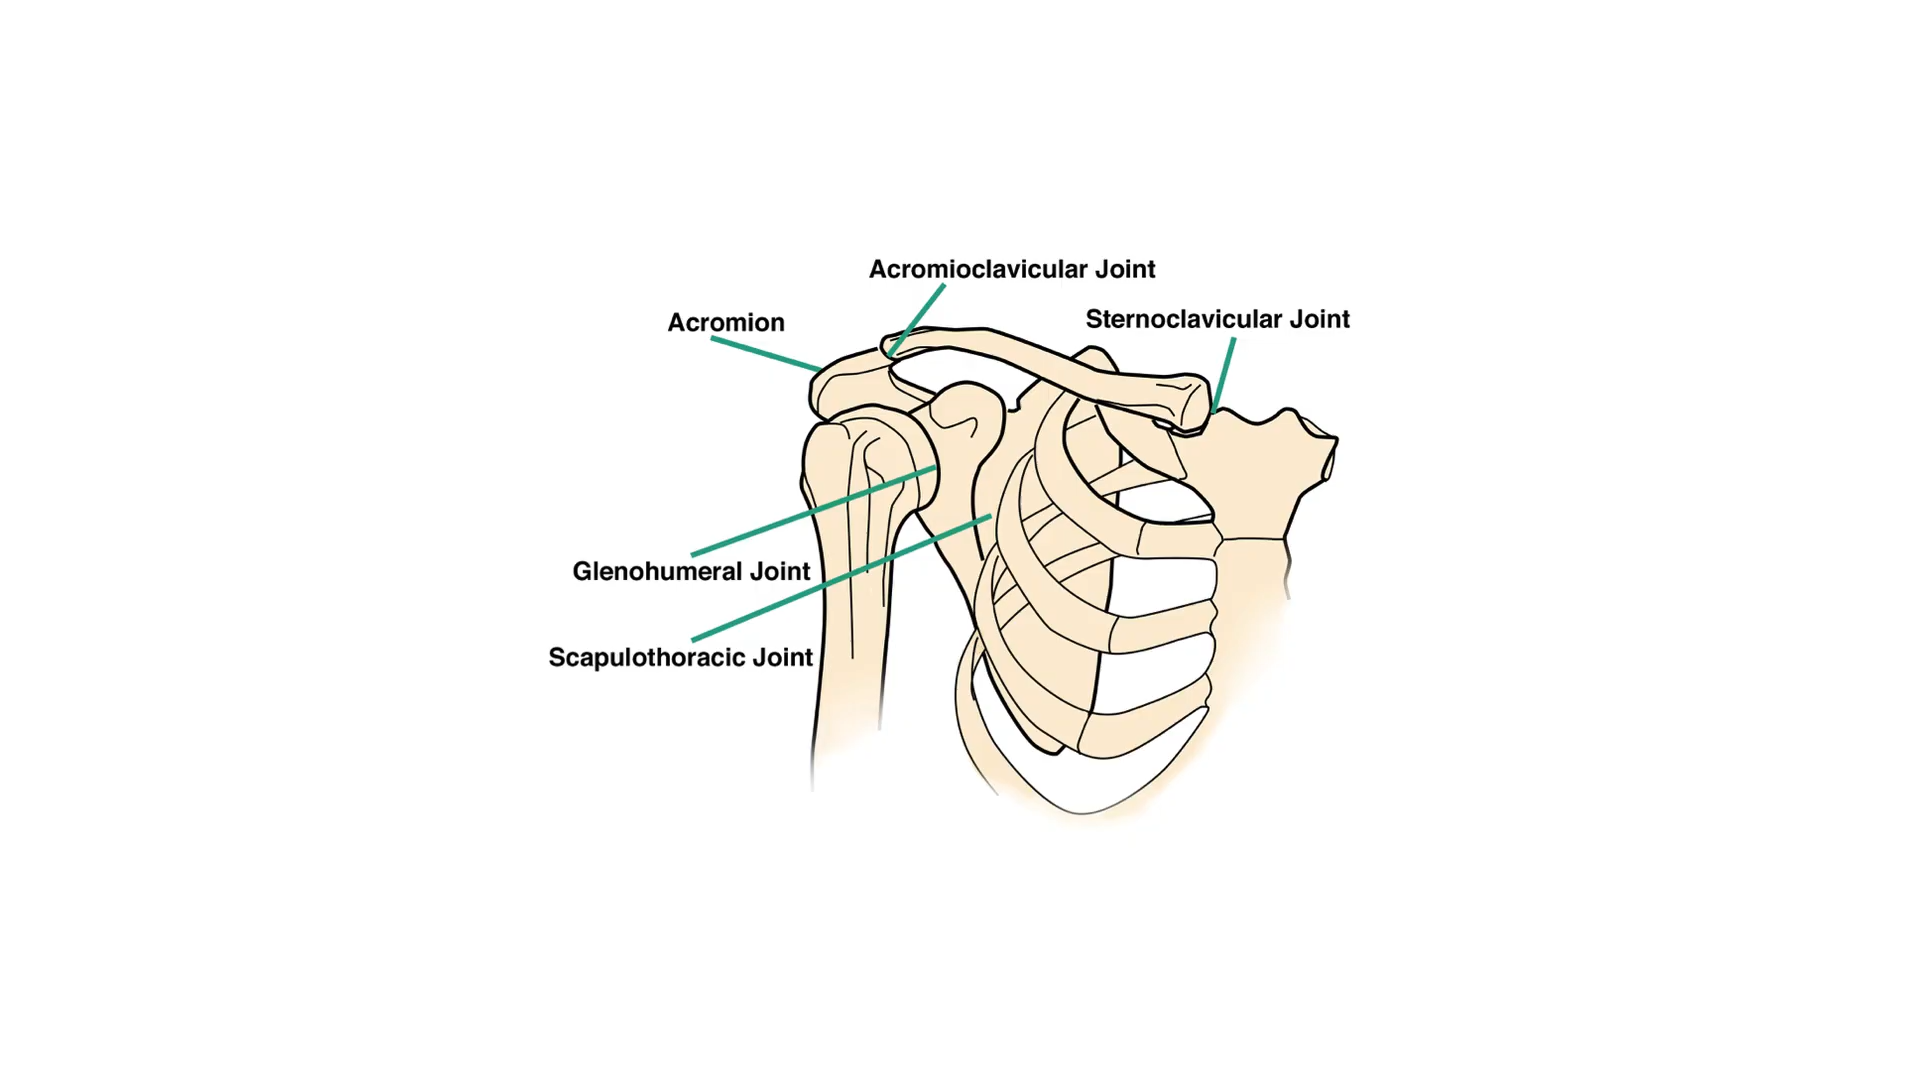 Acromioclavicular Joint
Sternoclavicular Joint
Acromion
Glenohumeral Joint
Scapulothoracic Joint